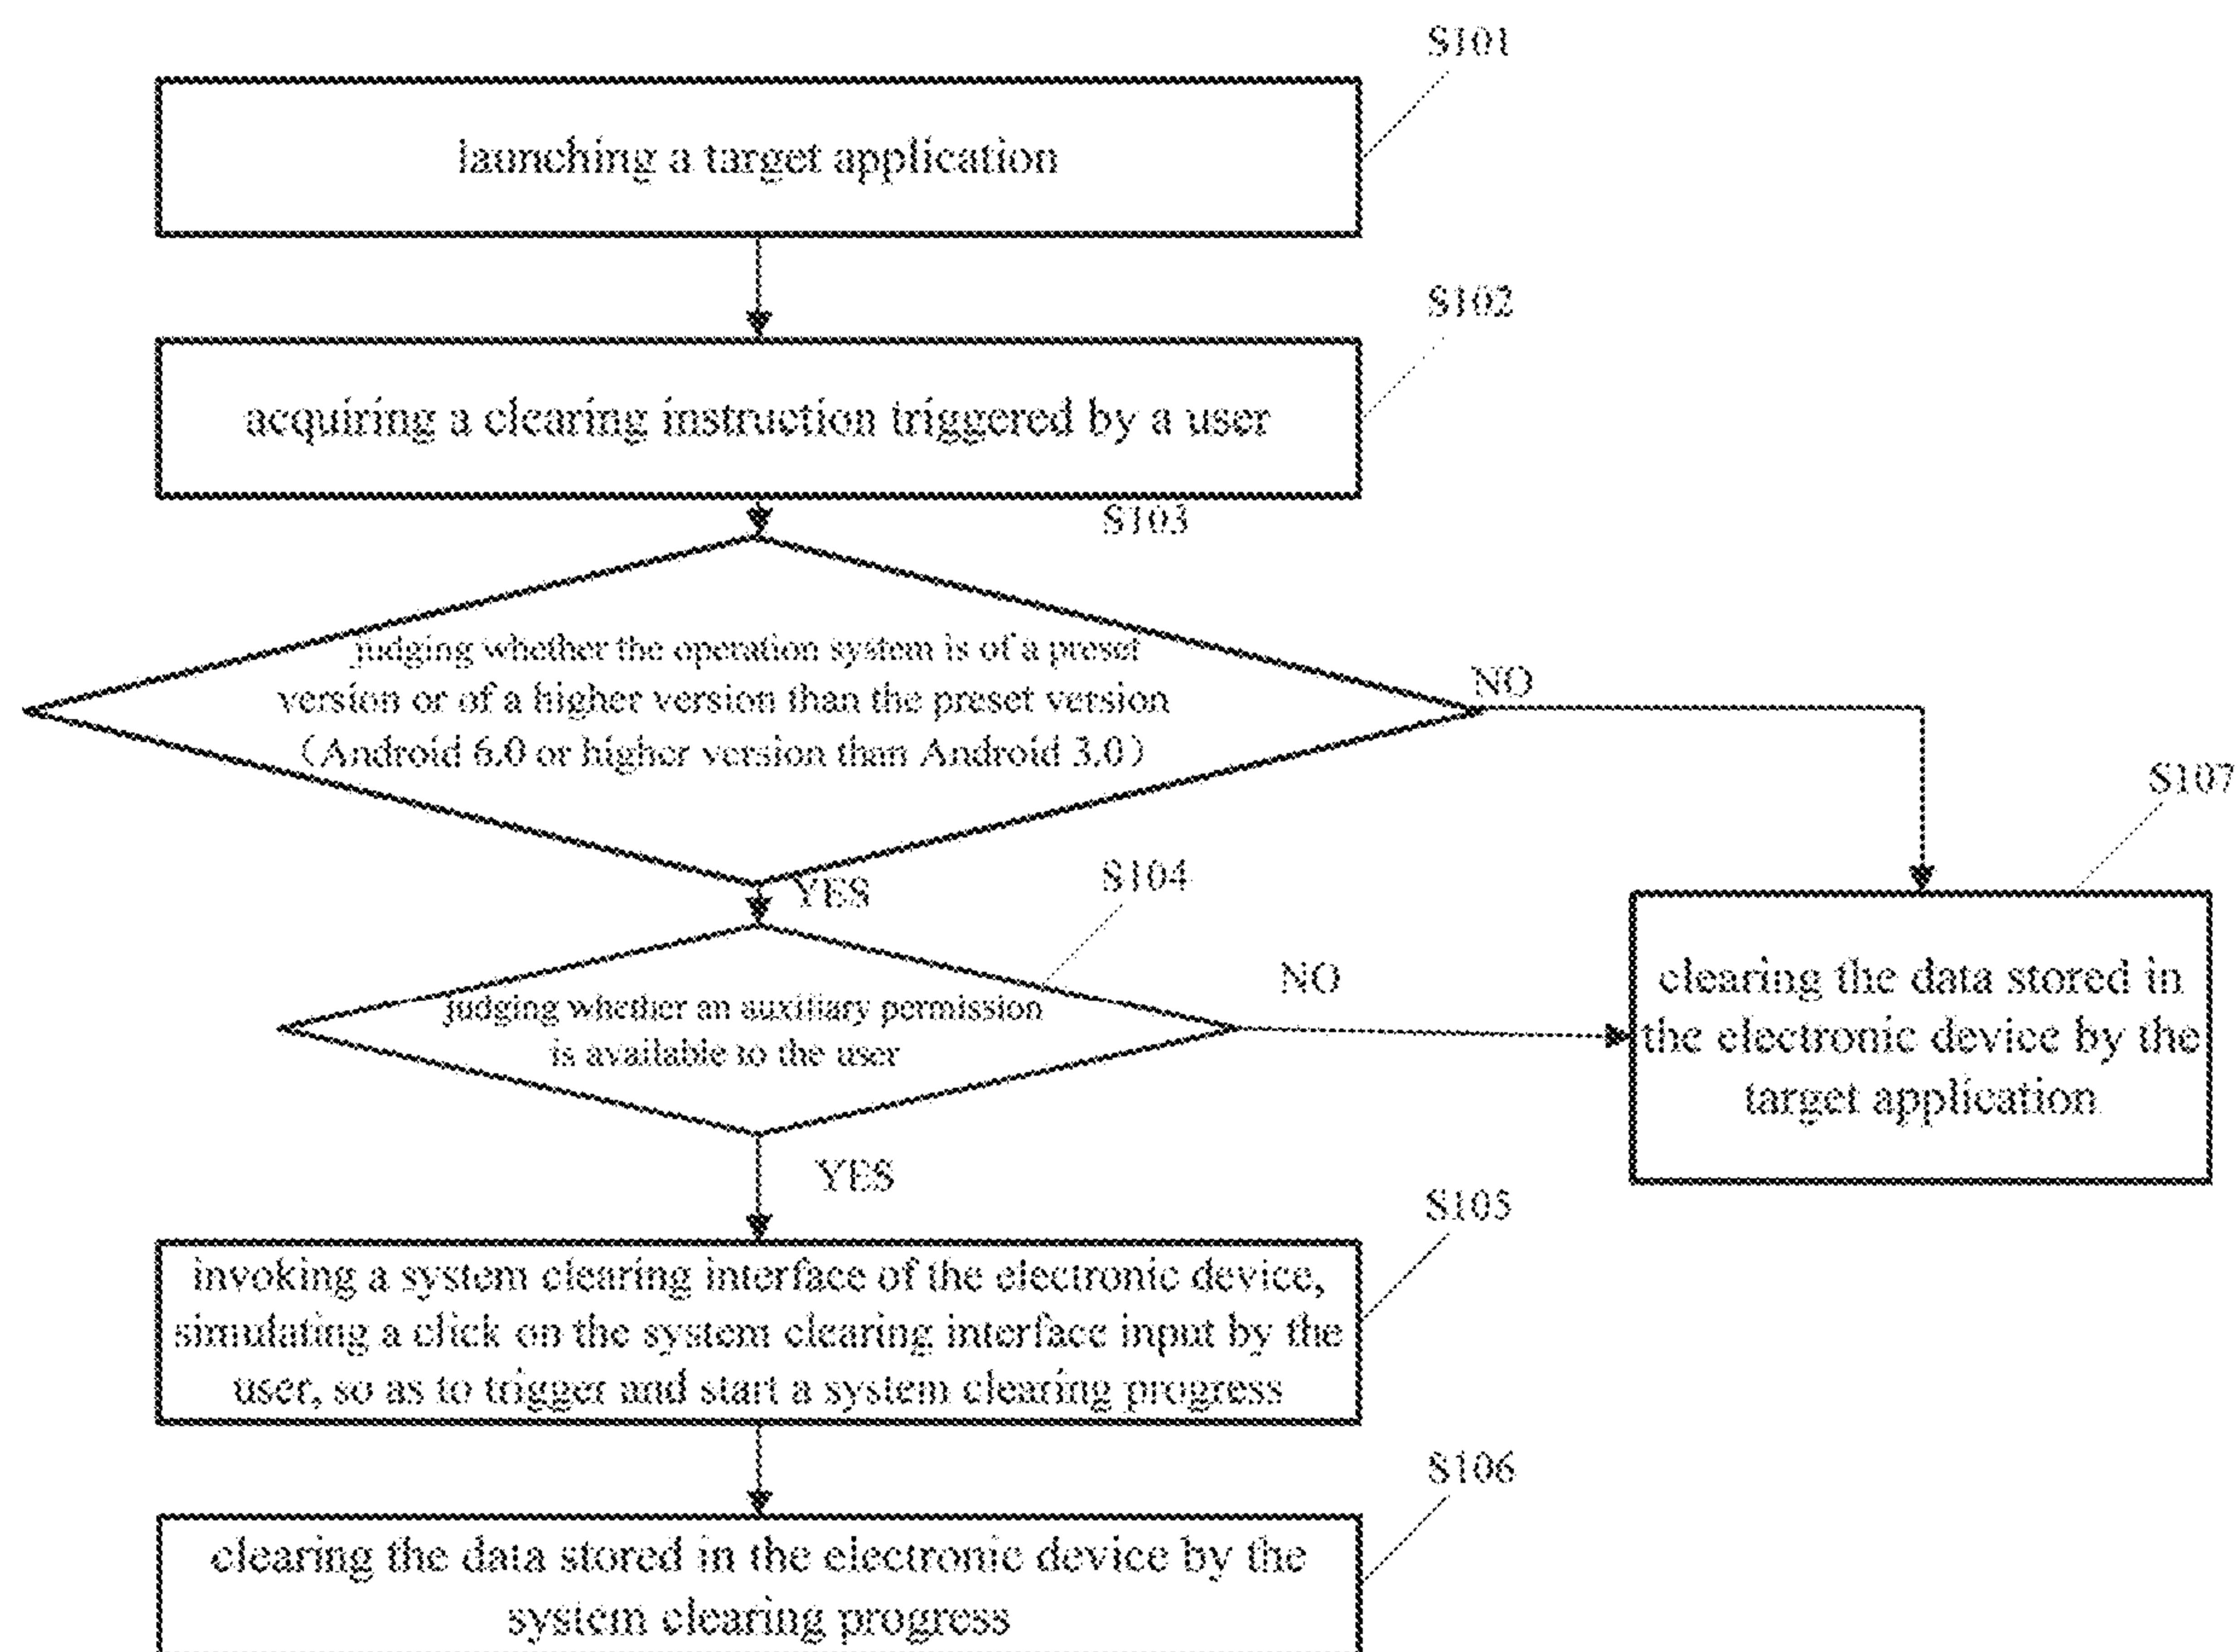 S101
launching a target application
S102
acquiring a clearing instruction triggered by a user
S103
judging whether the operation system is of a preset
version or of a higher version than the preset version
(Android 6.0 or higher version than Android 3.0)
NO
S107
YES
S104
judging whether an auxiliary permission
is available to the user
NO
clearing the data stored in
the electronic device by the
target application
YES
S105
invoking a system clearing interface of the electronic device,
simulating a click on the system clearing interface input by the
user, so as to trigger and start a system clearing progress
S106
clearing the data stored in the electronic device by the
system clearing progress